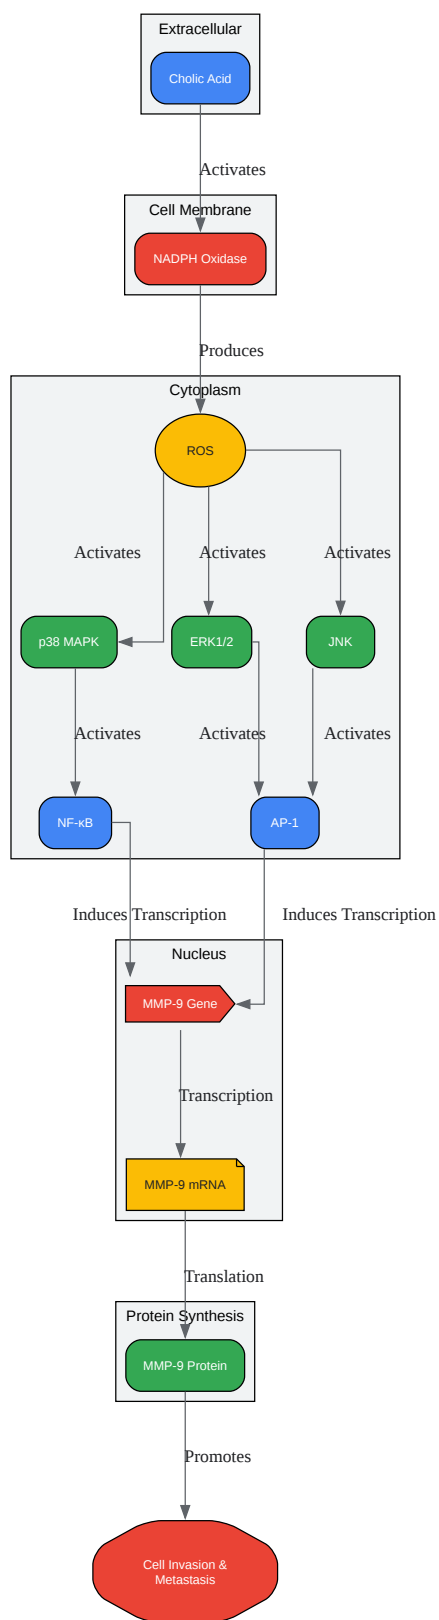 Extracellular
Cholic Acid
Activates
Cell Membrane
NADPH Oxidase
Produces
Cytoplasm
ROS
Activates
Activates
Activates
p38 MAPK
ERK1/2
JNK
Activates
Activates
Activates
NF-κB
AP-1
Induces Transcription
Induces Transcription
Nucleus
MMP-9 Gene
Transcription
MMP-9 mRNA
Translation
Protein Synthesis
MMP-9 Protein
Promotes
Cell Invasion &
Metastasis